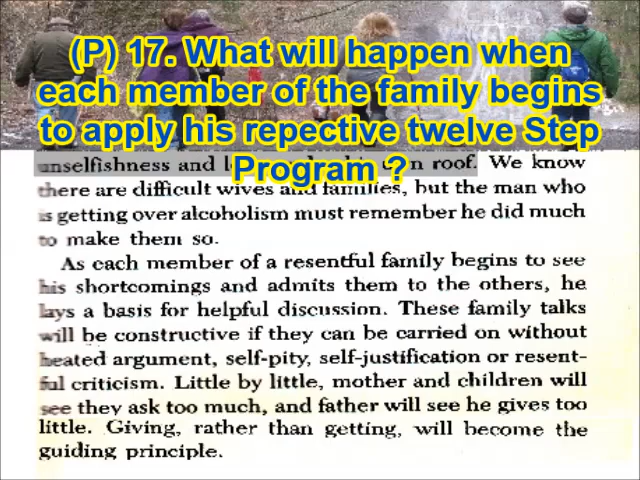 (P) 17. What will happen when
each member of the family begins
to apply his repective twelve Step
Program ?
unselfishness and roof. We know
there are difficult wives and families, but the man who
is getting over alcoholism must remember he did much
to make them so.
As each member of a resentful family begins to see
his shortcomings and admits them to the others, he
lays a basis for helpful discussion. These family talks
will be constructive if they can be carried on without
heated argument, self-pity, self-justification or resent-
ful criticism. Little by little, mother and children will
see they ask too much, and father will see he gives too
little. Giving, rather than getting, will become the
guiding principle.